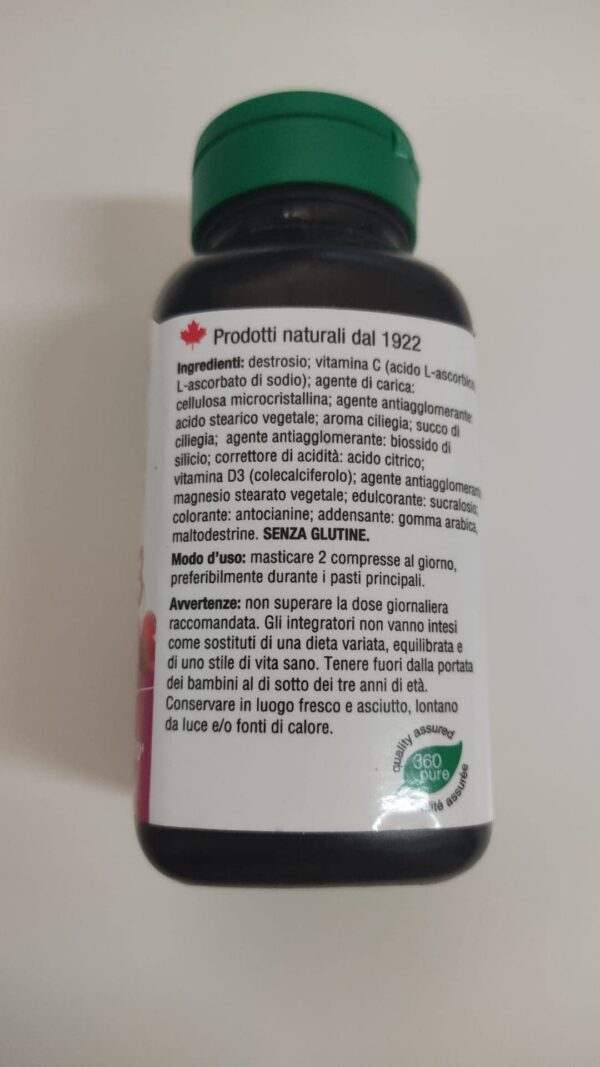 Prodotti naturali dal 1922
Ingredienti: destrosio; vitamina C (acido L-ascorbico
L-ascorbato di sodio); agente di carica:
cellulosa microcristallina; agente antiagglomerante:
acido stearico vegetale; aroma ciliegia; succo di
ciliegia; agente antiagglomerante: biossido di
silicio; correttore di acidità: acido citrico;
vitamina D3 (colecalciferolo); agente antiagglomerante
magnesio stearato vegetale; edulcorante: sucralosio;
colorante: antocianine; addensante: gomma arabica,
maltodestrine. SENZA GLUTINE.
Modo d'uso: masticare 2 compresse al giorno,
preferibilmente durante i pasti principali.
Avvertenze: non superare la dose giornaliera
raccomandata. Gli integratori non vanno intesi
come sostituti di una dieta variata, equilibrata e
di uno stile di vita sano. Tenere fuori dalla portata
dei bambini al di sotto dei tre anni di età.
Conservare in luogo fresco e asciutto, lontano
da luce e/o fonti di calore.
quality assured
360
pure
assurée